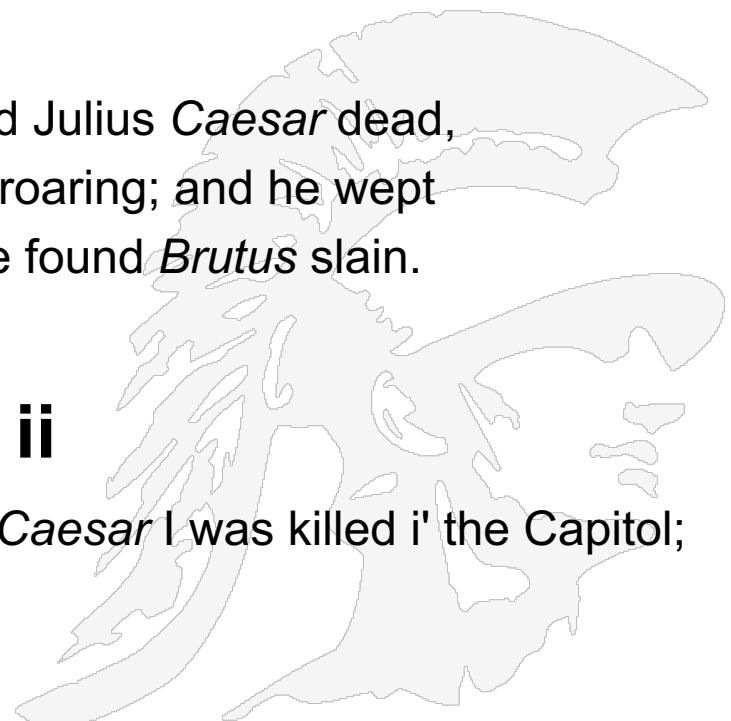 d Julius Caesar dead,
roaring; and he wept
e found Brutus slain.
ii
Caesar I was killed i' the Capitol;